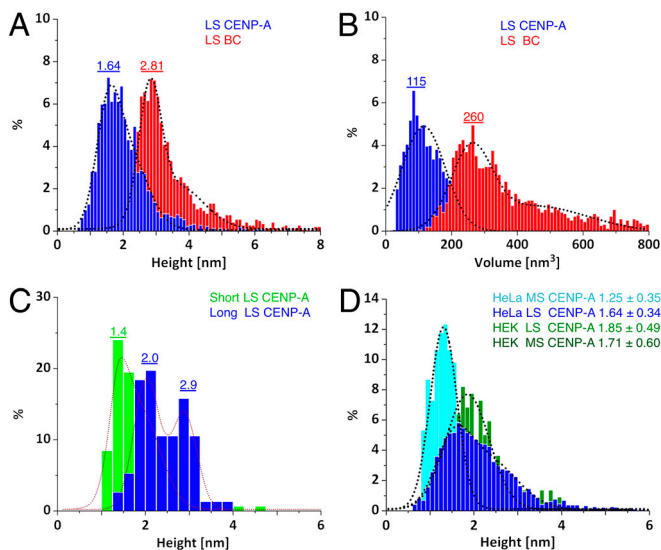 A
LS CENP-A
LS BC
1.64
2.81
%
10
8
6
4
2
0
0
2
4
6
8
Height [nm]
B
LS CENP-A
LS BC
115
260
%
10
8
6
4
2
0
0
200
400
600
800
Volume [nm³]
C
Short LS CENP-A
Long LS CENP-A
1.4
2.0
2.9
%
30
20
10
0
0
2
4
6
Height [nm]
D
HeLa MS CENP-A 1.25 ± 0.35
HeLa LS CENP-A 1.64 ± 0.34
HEK LS CENP-A 1.85 ± 0.49
HEK MS CENP-A 1.71 ± 0.60
%
14
12
10
8
6
4
2
0
0
2
4
6
Height [nm]